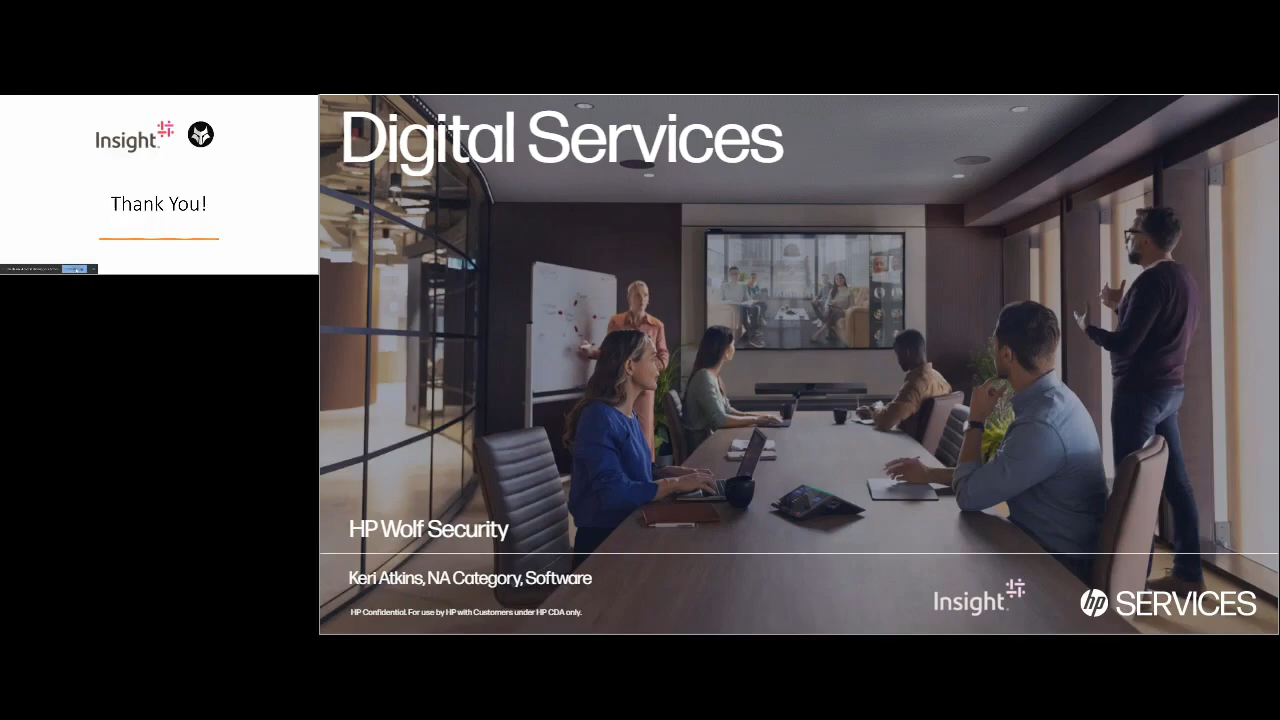 Insight
Thank You!
Digital Services
HP Wolf Security
Keri Atkins, NA Category, Software
HP Confidential. For use by HP with Customers under HP CDA only.
Insight
hp SERVICES